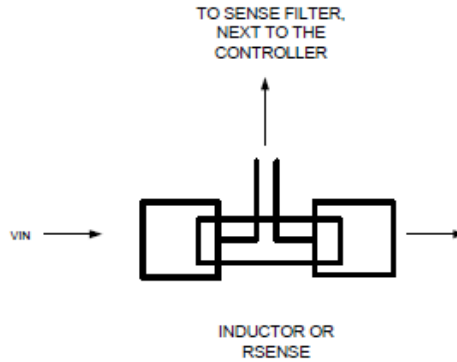 TO SENSE FILTER,
NEXT TO THE
CONTROLLER
VIN
INDUCTOR OR
RSENSE